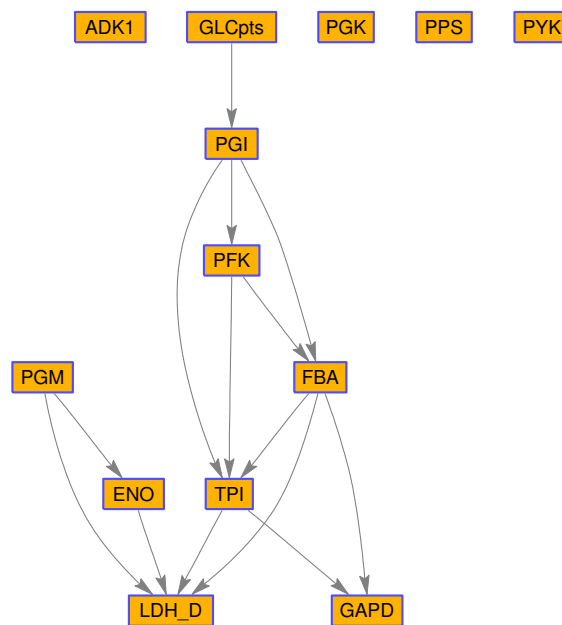 ADK1 GLCpts PGK PPS PYK
PGI
PFK
PGM FBA
ENO TPI
LDH_D GAPD